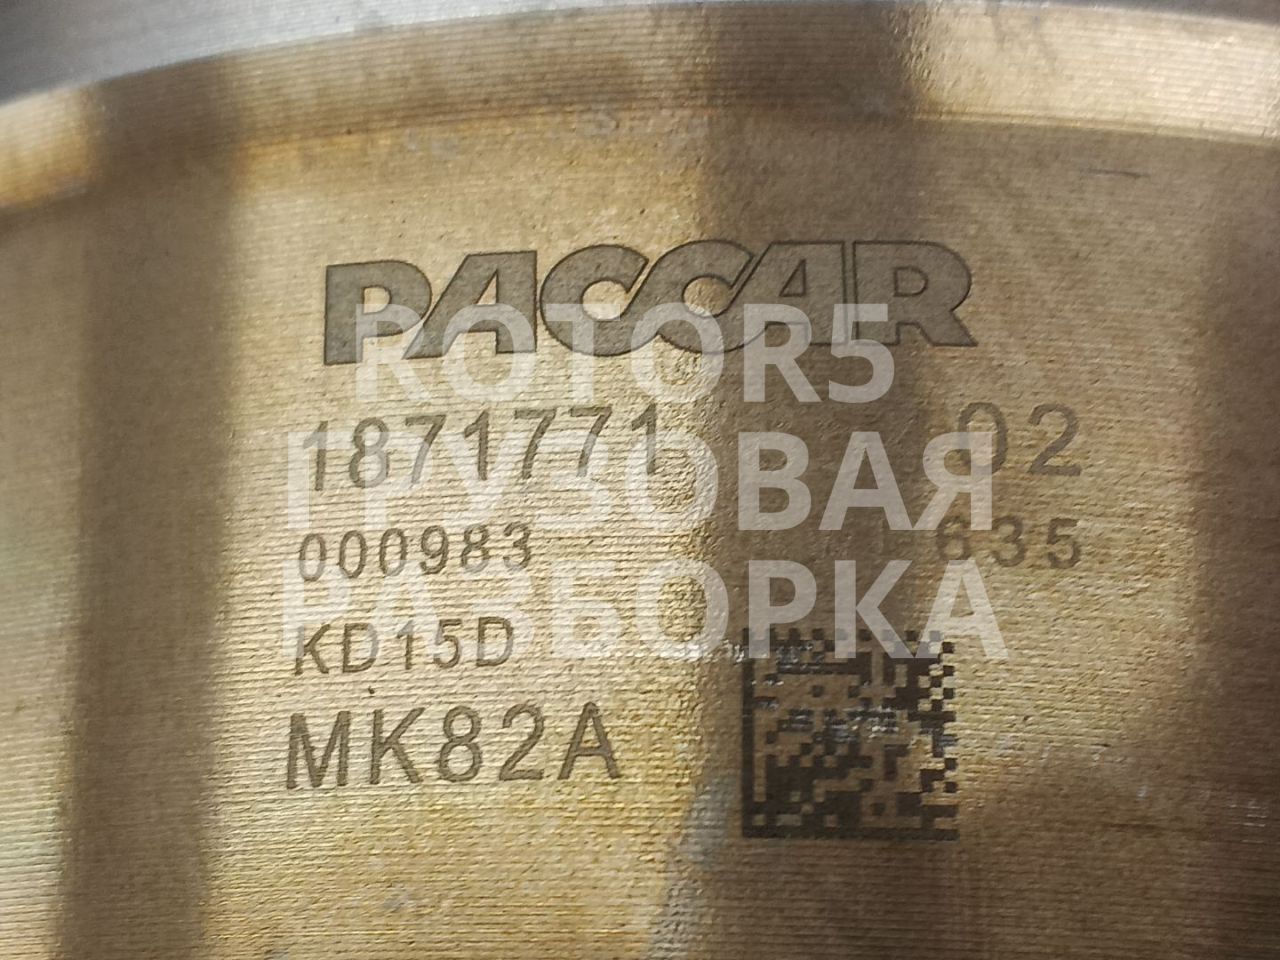 PACCAR
ROTOR5
1871771 02
ГРУЗОВАЯ
000983 635
РАЗБОРКА
KD15D
MK82A